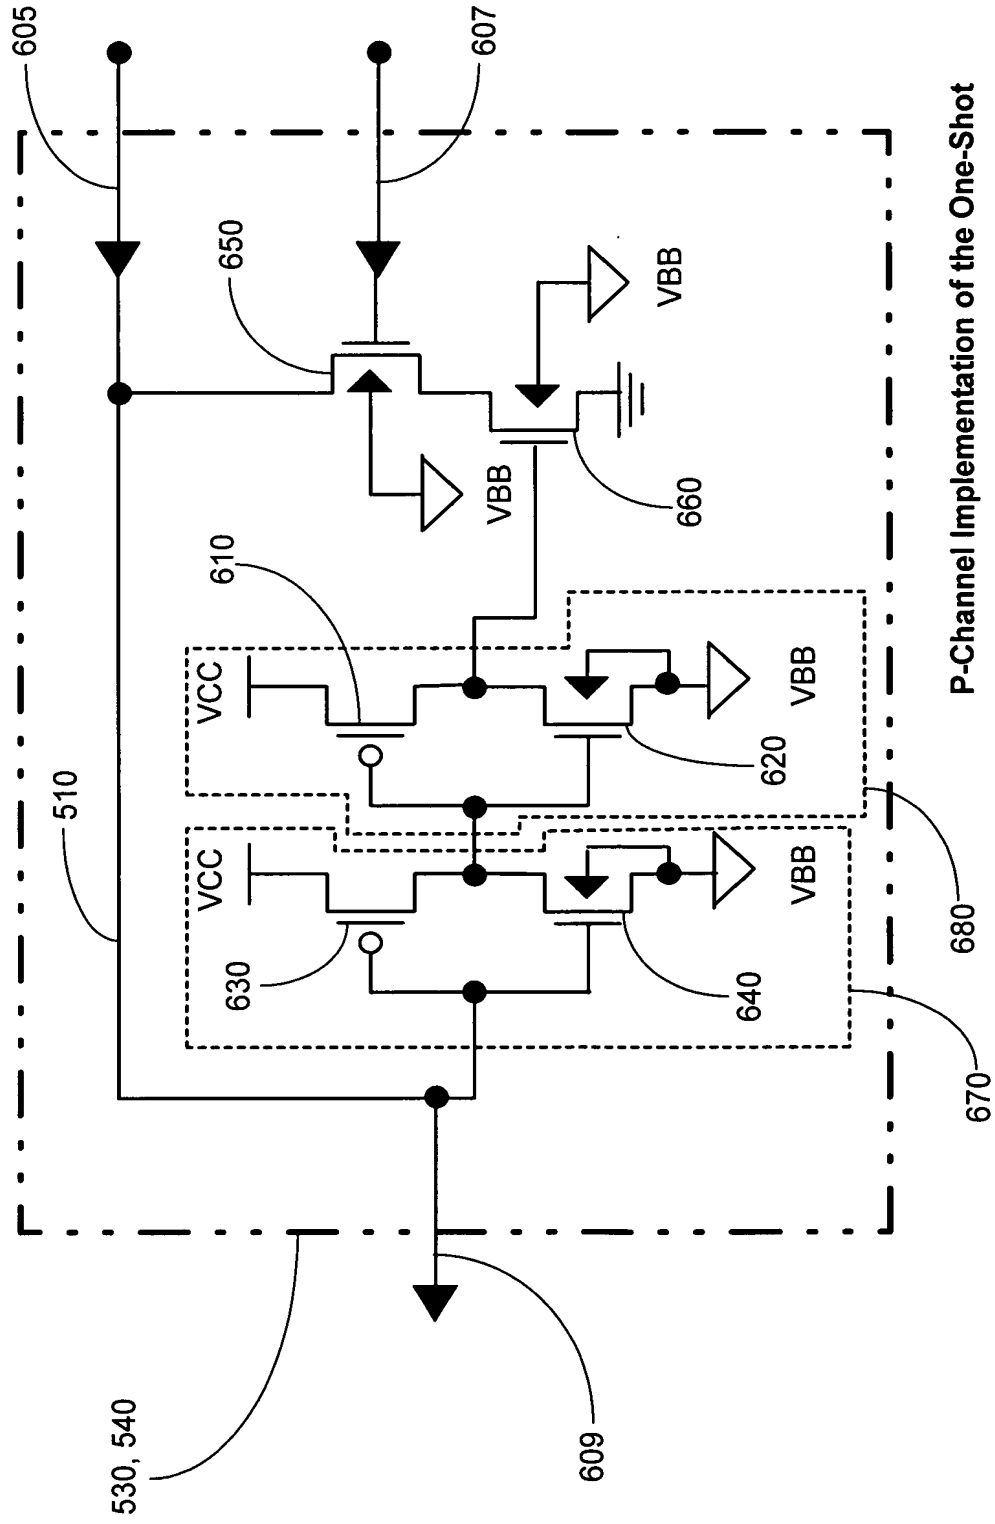 605
510
530, 540
VCC
VCC
610
650
630
607
VBB
609
VBB
660
640
620
VBB
VBB
680
670
P-Channel Implementation of the One-Shot